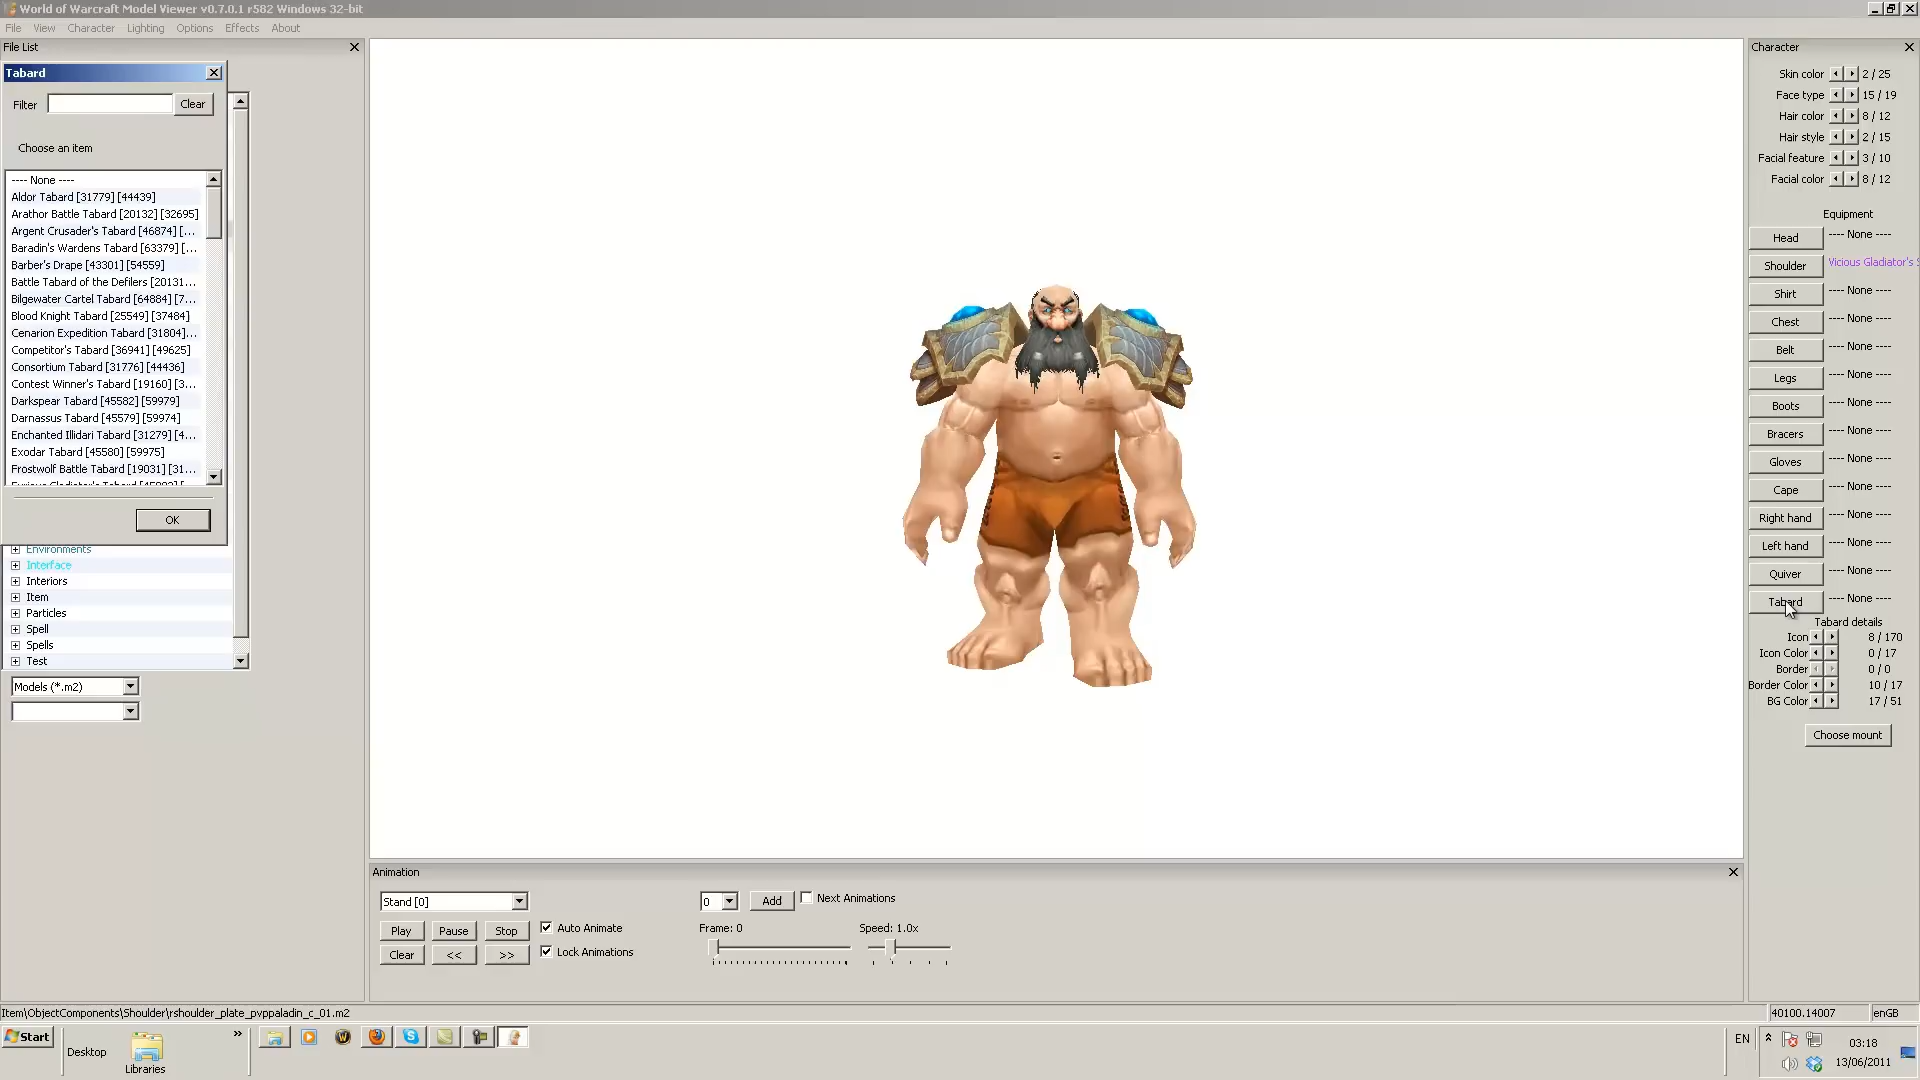 World of Warcraft Model Viewer v0.7.0.1 r582 Windows 32-bit
File View Character Lighting Options Effects About
File List
Tabard
Filter Clear
Choose an item
---- None ----
Aldor Tabard [31779] [44439]
Arathor Battle Tabard [20132] [32695]
Argent Crusader's Tabard [46874] [...
Baradin's Wardens Tabard [63379] [...
Barber's Drape [43301] [54559]
Battle Tabard of the Defilers [20131...
Bilgewater Cartel Tabard [64884] [7...
Blood Knight Tabard [25549] [37484]
Cenarion Expedition Tabard [31804]...
Competitor's Tabard [36941] [49625]
Consortium Tabard [31776] [44436]
Contest Winner's Tabard [19160] [3...
Darkspear Tabard [45582] [59979]
Darnassus Tabard [45579] [59974]
Enchanted Illidari Tabard [31279] [4...
Exodar Tabard [45580] [59975]
Frostwolf Battle Tabard [19031] [31...
OK
Environments
Interface
Interiors
Item
Particles
Spell
Spells
Test
Models (*.m2)
Character
Skin color 2 / 25
Face type 15 / 19
Hair color 8 / 12
Hair style 2 / 15
Facial feature 3 / 10
Facial color 8 / 12
Equipment
Head ---- None ----
Shoulder Vicious Gladiator's
Shirt ---- None ----
Chest ---- None ----
Belt ---- None ----
Legs ---- None ----
Boots ---- None ----
Bracers ---- None ----
Gloves ---- None ----
Cape ---- None ----
Right hand ---- None ----
Left hand ---- None ----
Quiver ---- None ----
Tabard ---- None ----
Tabard details
Icon 8 / 170
Icon Color 0 / 17
Border 0 / 0
Border Color 10 / 17
BG Color 17 / 51
Choose mount
Animation
Stand [0] 0 Add Next Animations
Play Pause Stop Auto Animate Frame: 0 Speed: 1.0x
Clear << >> Lock Animations
Item\ObjectComponents\Shoulder\rshoulder_plate_pvppaladin_c_01.m2 40100.14007 enGB
Start Desktop Libraries » EN 03:18
13/06/2011